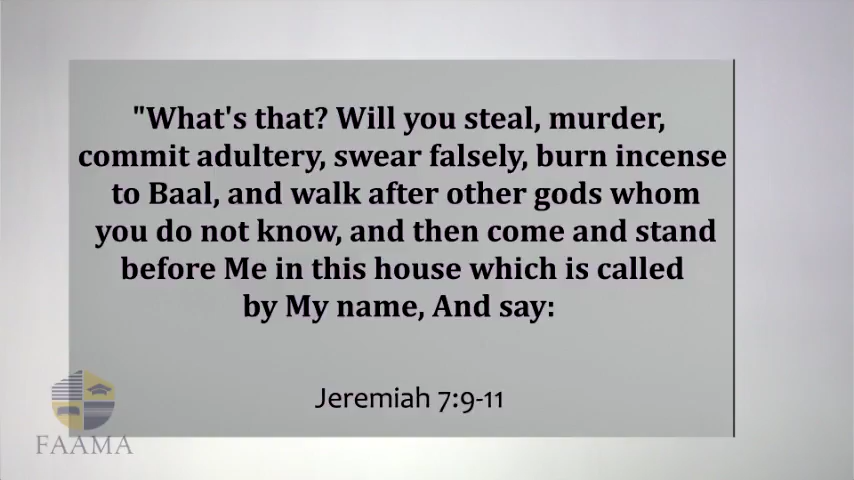 "What's that? Will you steal, murder,
commit adultery, swear falsely, burn incense
to Baal, and walk after other gods whom
you do not know, and then come and stand
before Me in this house which is called
by My name, And say:
Jeremiah 7:9-11
FAAMA